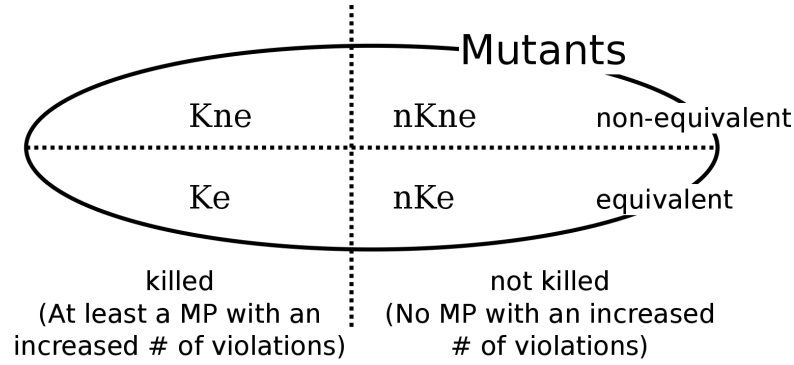 Mutants
Kne nKne non-equivalent
Ke nKe equivalent
killed
(At least a MP with an
increased # of violations)
not killed
(No MP with an increased
# of violations)